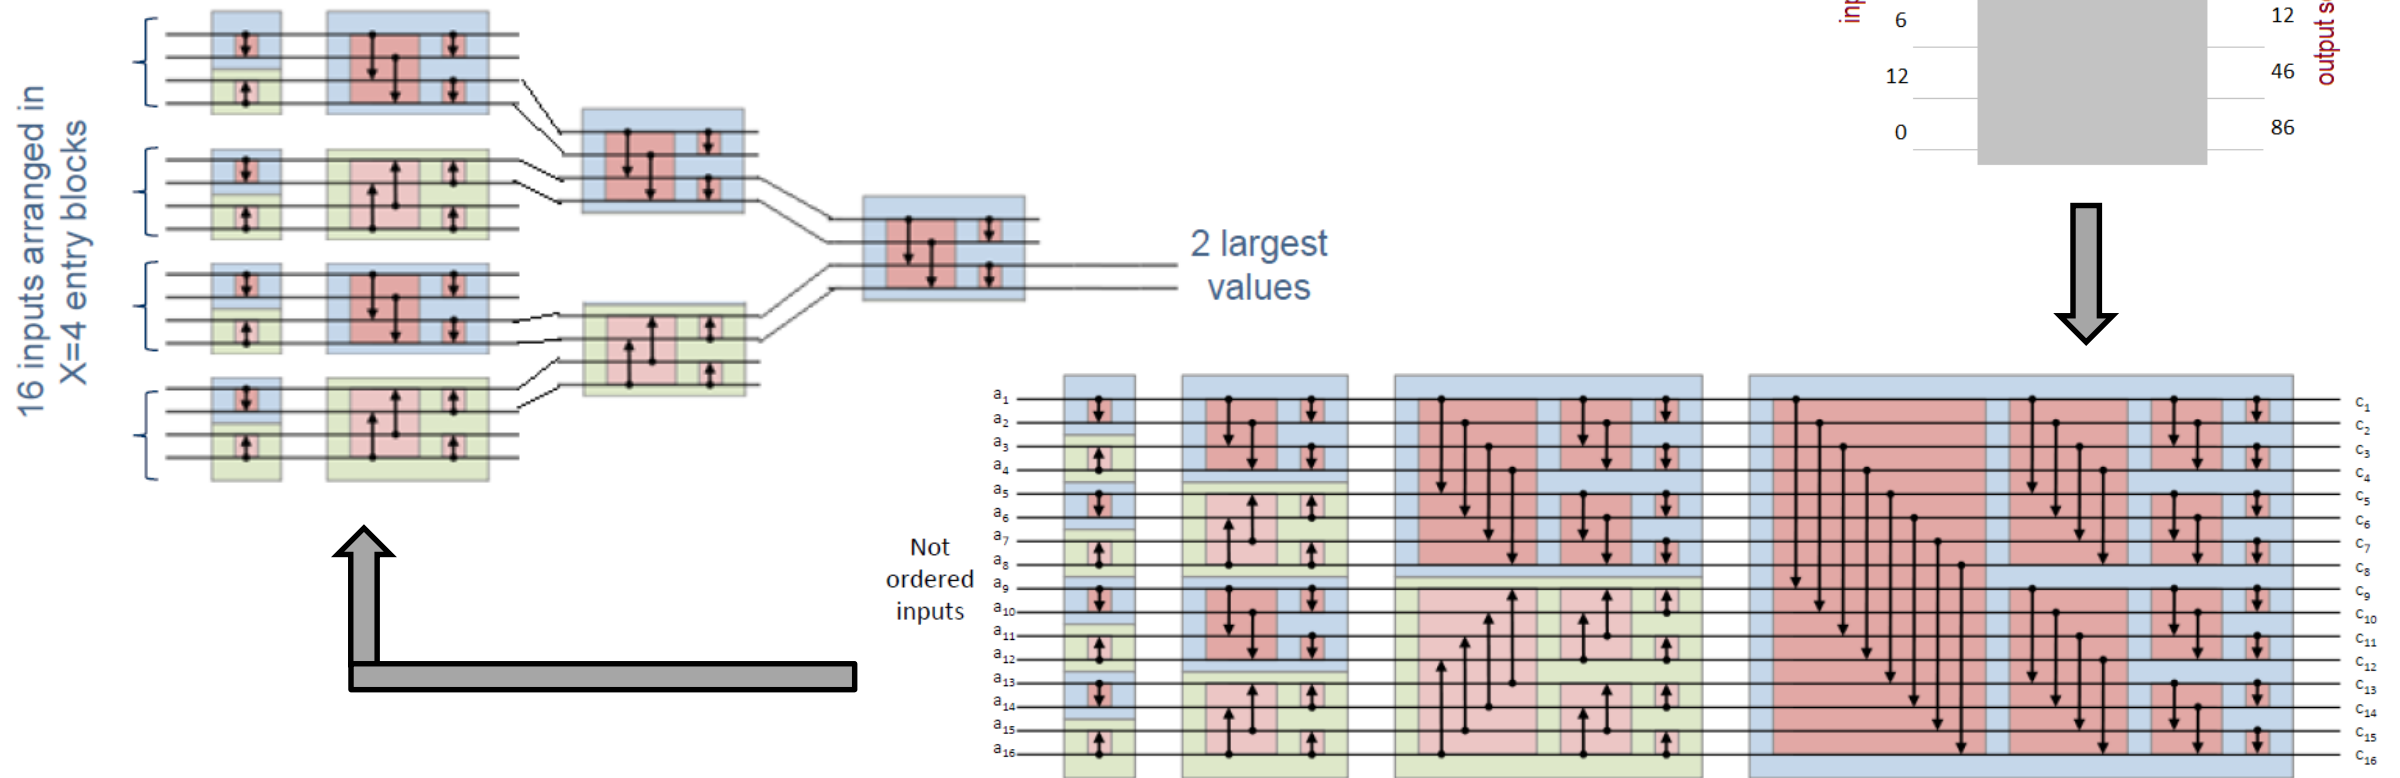 16 inputs arranged in
X=4 entry blocks
2 largest
values
6
12
0
12
46
86
Not
ordered
inputs
a1
a2
a3
a4
a5
a6
a7
a8
a9
a10
a11
a12
a13
a14
a15
a16
c1
c2
c3
c4
c5
c6
c7
c8
c9
c10
c11
c12
c13
c14
c15
c16
inp
output s